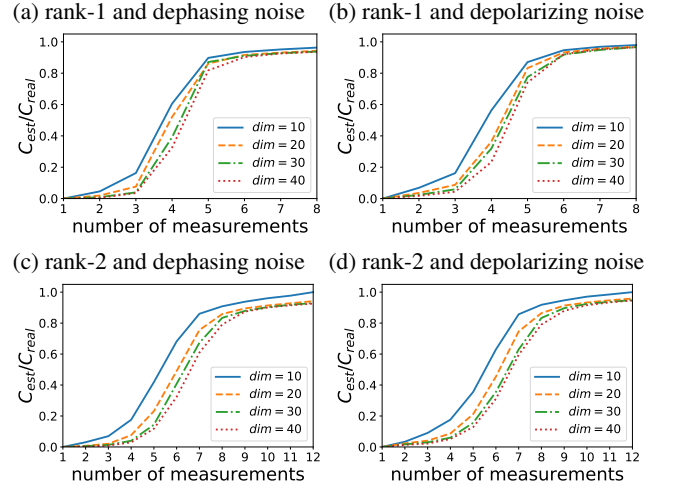 (a) rank-1 and dephasing noise
(b) rank-1 and depolarizing noise
1.0
0.8
0.6
0.4
0.2
0.0
C_est/C_real
dim = 10
dim = 20
dim = 30
dim = 40
1 2 3 4 5 6 7 8
number of measurements
1.0
0.8
0.6
0.4
0.2
0.0
C_est/C_real
dim = 10
dim = 20
dim = 30
dim = 40
1 2 3 4 5 6 7 8
number of measurements
(c) rank-2 and dephasing noise
(d) rank-2 and depolarizing noise
1.0
0.8
0.6
0.4
0.2
0.0
C_est/C_real
dim = 10
dim = 20
dim = 30
dim = 40
1 2 3 4 5 6 7 8 9 10 11 12
number of measurements
1.0
0.8
0.6
0.4
0.2
0.0
C_est/C_real
dim = 10
dim = 20
dim = 30
dim = 40
1 2 3 4 5 6 7 8 9 10 11 12
number of measurements